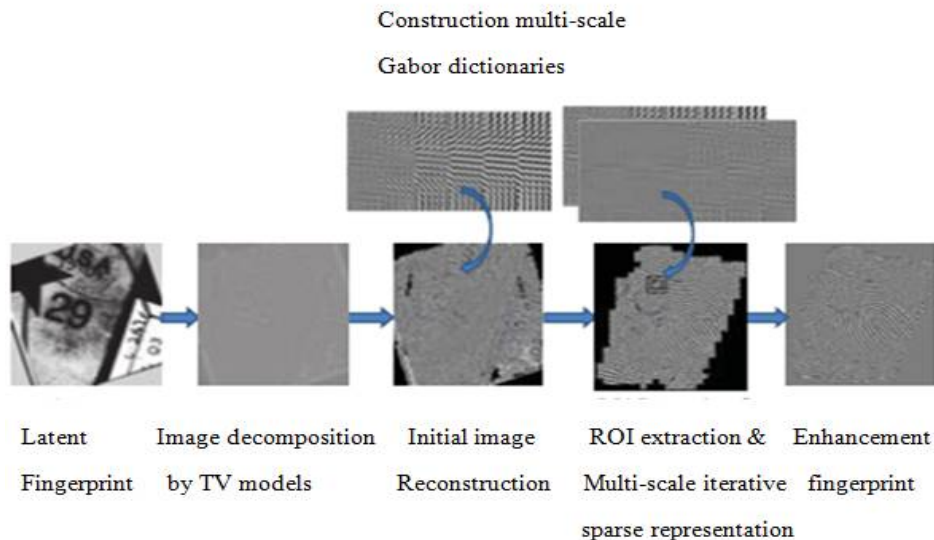 Construction multi-scale
Gabor dictionaries
U.S.A
29
Latent
Fingerprint
Image decomposition
by TV models
Initial image
Reconstruction
ROI extraction &
Multi-scale iterative
sparse representation
Enhancement
fingerprint